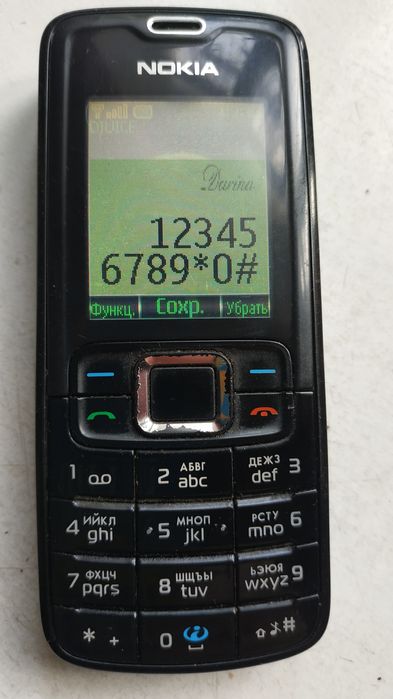 NOKIA
DJUICE
Darina
12345
6789*0#
Функц. Сохр. Убрать
1 2 АБВГ abc ДЕЖЗ def 3
4 ИЙКЛ ghi 5 МНОП jkl РСТУ mno 6
7 ФХЦЧ pqrs 8 ШЩЪЫ tuv ЬЭЮЯ wxyz 9
* + 0 #